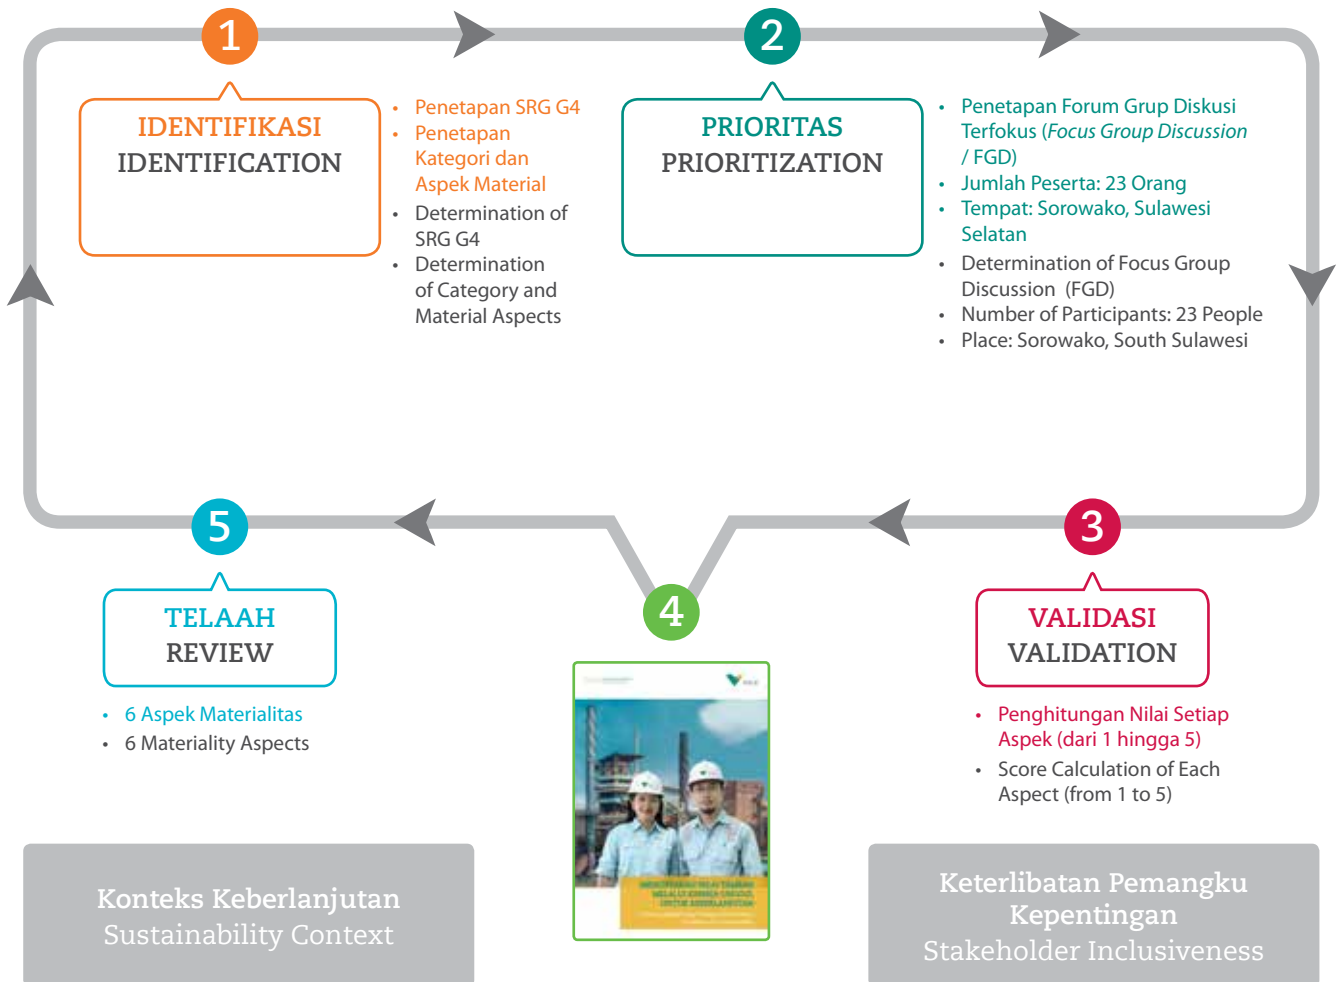 1
IDENTIFIKASI
IDENTIFICATION
• Penetapan SRG G4
• Penetapan
Kategori dan
Aspek Material
• Determination of
SRG G4
• Determination
of Category and
Material Aspects
2
PRIORITAS
PRIORITIZATION
• Penetapan Forum Grup Diskusi
Terfokus (Focus Group Discussion
/ FGD)
• Jumlah Peserta: 23 Orang
• Tempat: Sorowako, Sulawesi
Selatan
• Determination of Focus Group
Discussion (FGD)
• Number of Participants: 23 People
• Place: Sorowako, South Sulawesi
3
VALIDASI
VALIDATION
• Penghitungan Nilai Setiap
Aspek (dari 1 hingga 5)
• Score Calculation of Each
Aspect (from 1 to 5)
4
5
TELAAH
REVIEW
• 6 Aspek Materialitas
• 6 Materiality Aspects
Konteks Keberlanjutan
Sustainability Context
Keterlibatan Pemangku
Kepentingan
Stakeholder Inclusiveness